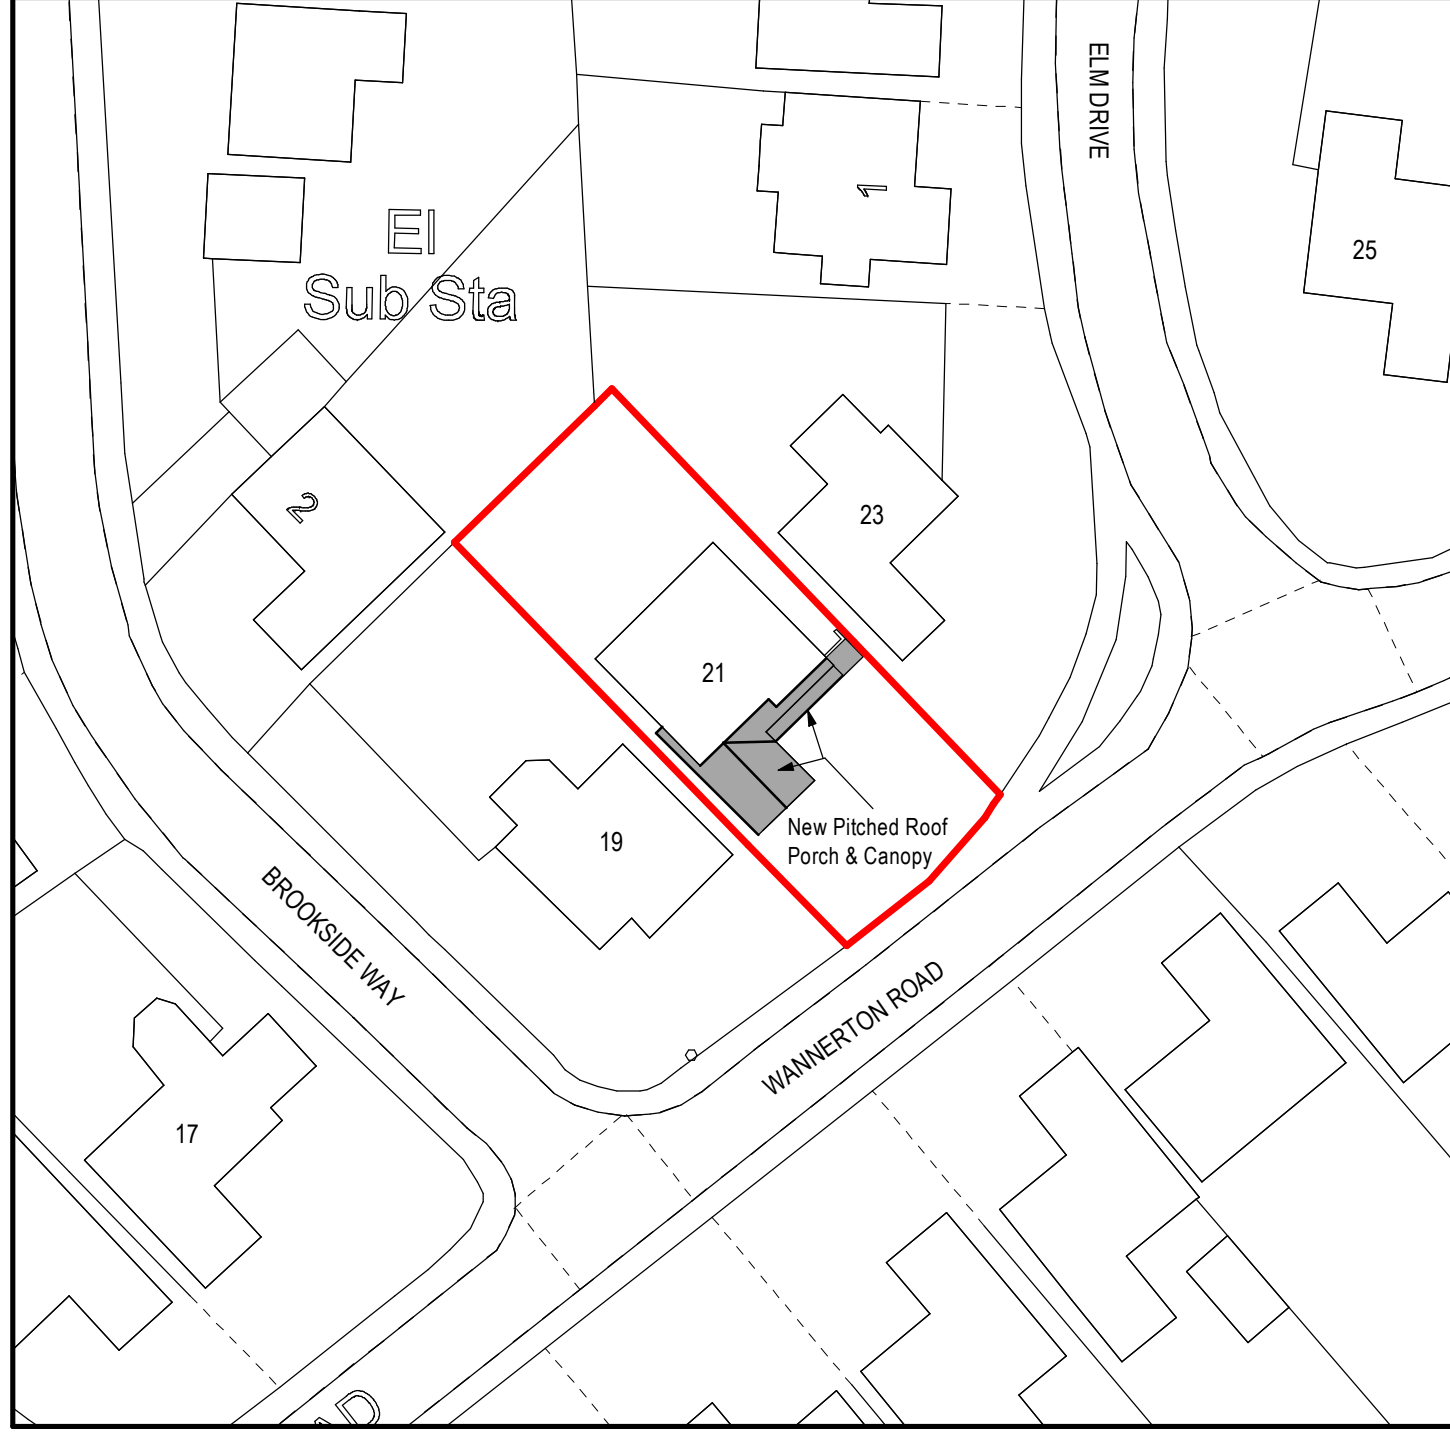 ELM DRIVE
1
25
El
Sub Sta
2
23
21
19
New Pitched Roof
Porch & Canopy
BROOKSIDE WAY
WANNERTON ROAD
17